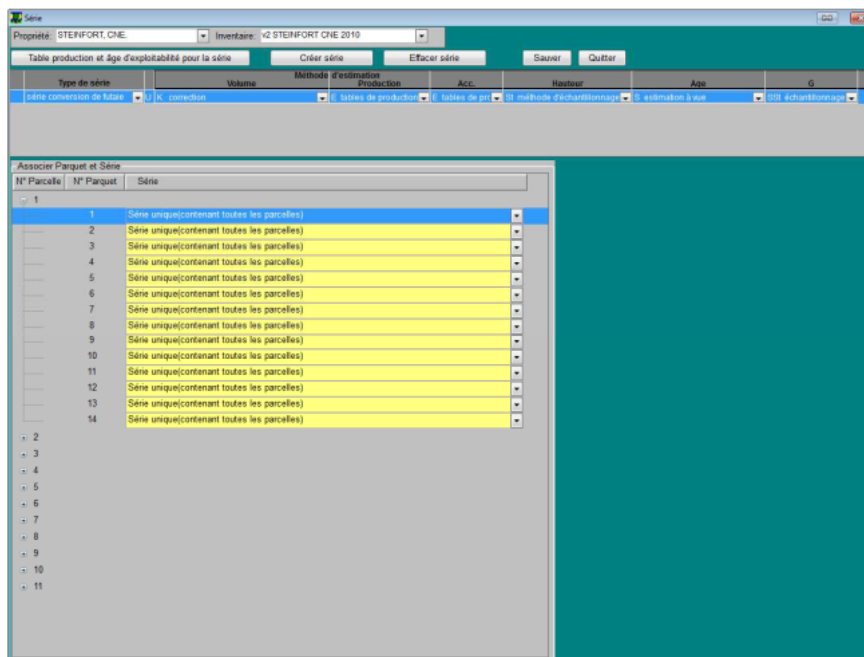 Série
Propriété: STEINFORT, CNE. Inventaire: v2 STEINFORT CNE 2010
Table production et âge d'exploitabilité pour la série Créer série Effacer série Sauver Quitter
Méthode d'estimation
Type de série Volume Production Acc. Hauteur Age G
série conversion de futaie U K correction E tables de production E tables de pro St méthode d'échantillonnage S estimation à vue SSt échantillonnage
Associer Parquet et Série
N° Parcelle N° Parquet Série
1
1 Série unique(contenant toutes les parcelles)
2 Série unique(contenant toutes les parcelles)
3 Série unique(contenant toutes les parcelles)
4 Série unique(contenant toutes les parcelles)
5 Série unique(contenant toutes les parcelles)
6 Série unique(contenant toutes les parcelles)
7 Série unique(contenant toutes les parcelles)
8 Série unique(contenant toutes les parcelles)
9 Série unique(contenant toutes les parcelles)
10 Série unique(contenant toutes les parcelles)
11 Série unique(contenant toutes les parcelles)
12 Série unique(contenant toutes les parcelles)
13 Série unique(contenant toutes les parcelles)
14 Série unique(contenant toutes les parcelles)
2
3
4
5
6
7
8
9
10
11